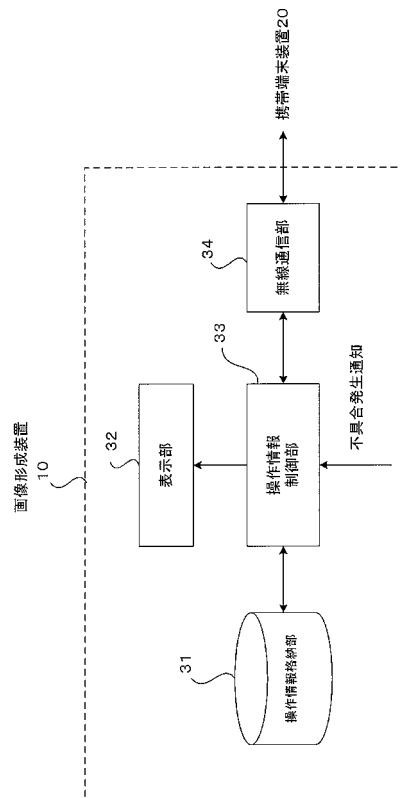 画像形成装置
10
32
表示部
33
34
31
操作情報格納部
操作情報
制御部
無線通信部
携帯端末装置20
不具合発生通知